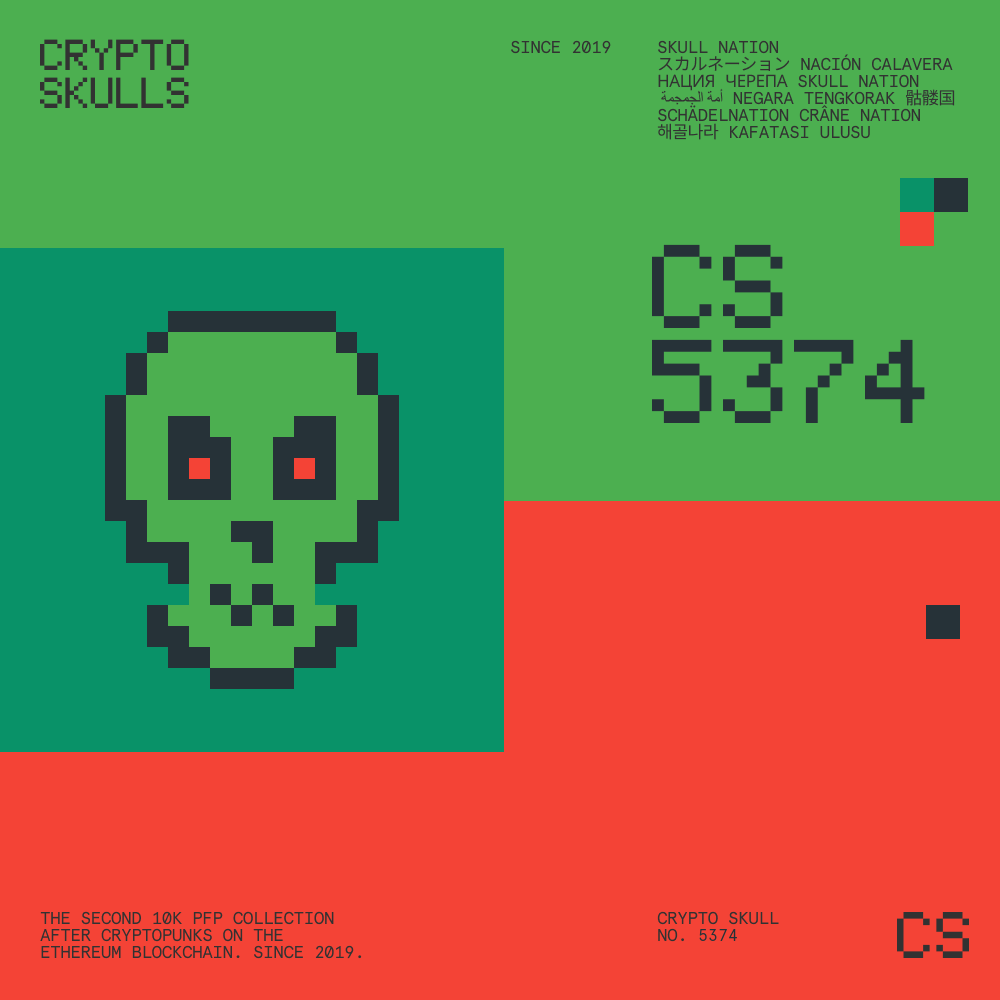 CRYPTO
SKULLS
SINCE 2019
SKULL NATION
スカルネーション NACIÓN CALAVERA
НАЦИЯ ЧЕРЕПА SKULL NATION
أمة الجمجمة NEGARA TENGKORAK 骷髅国
SCHÄDELNATION CRÂNE NATION
해골나라 KAFATASI ULUSU
CS
5374
THE SECOND 10K PFP COLLECTION
AFTER CRYPTOPUNKS ON THE
ETHEREUM BLOCKCHAIN. SINCE 2019.
CRYPTO SKULL
NO. 5374
CS